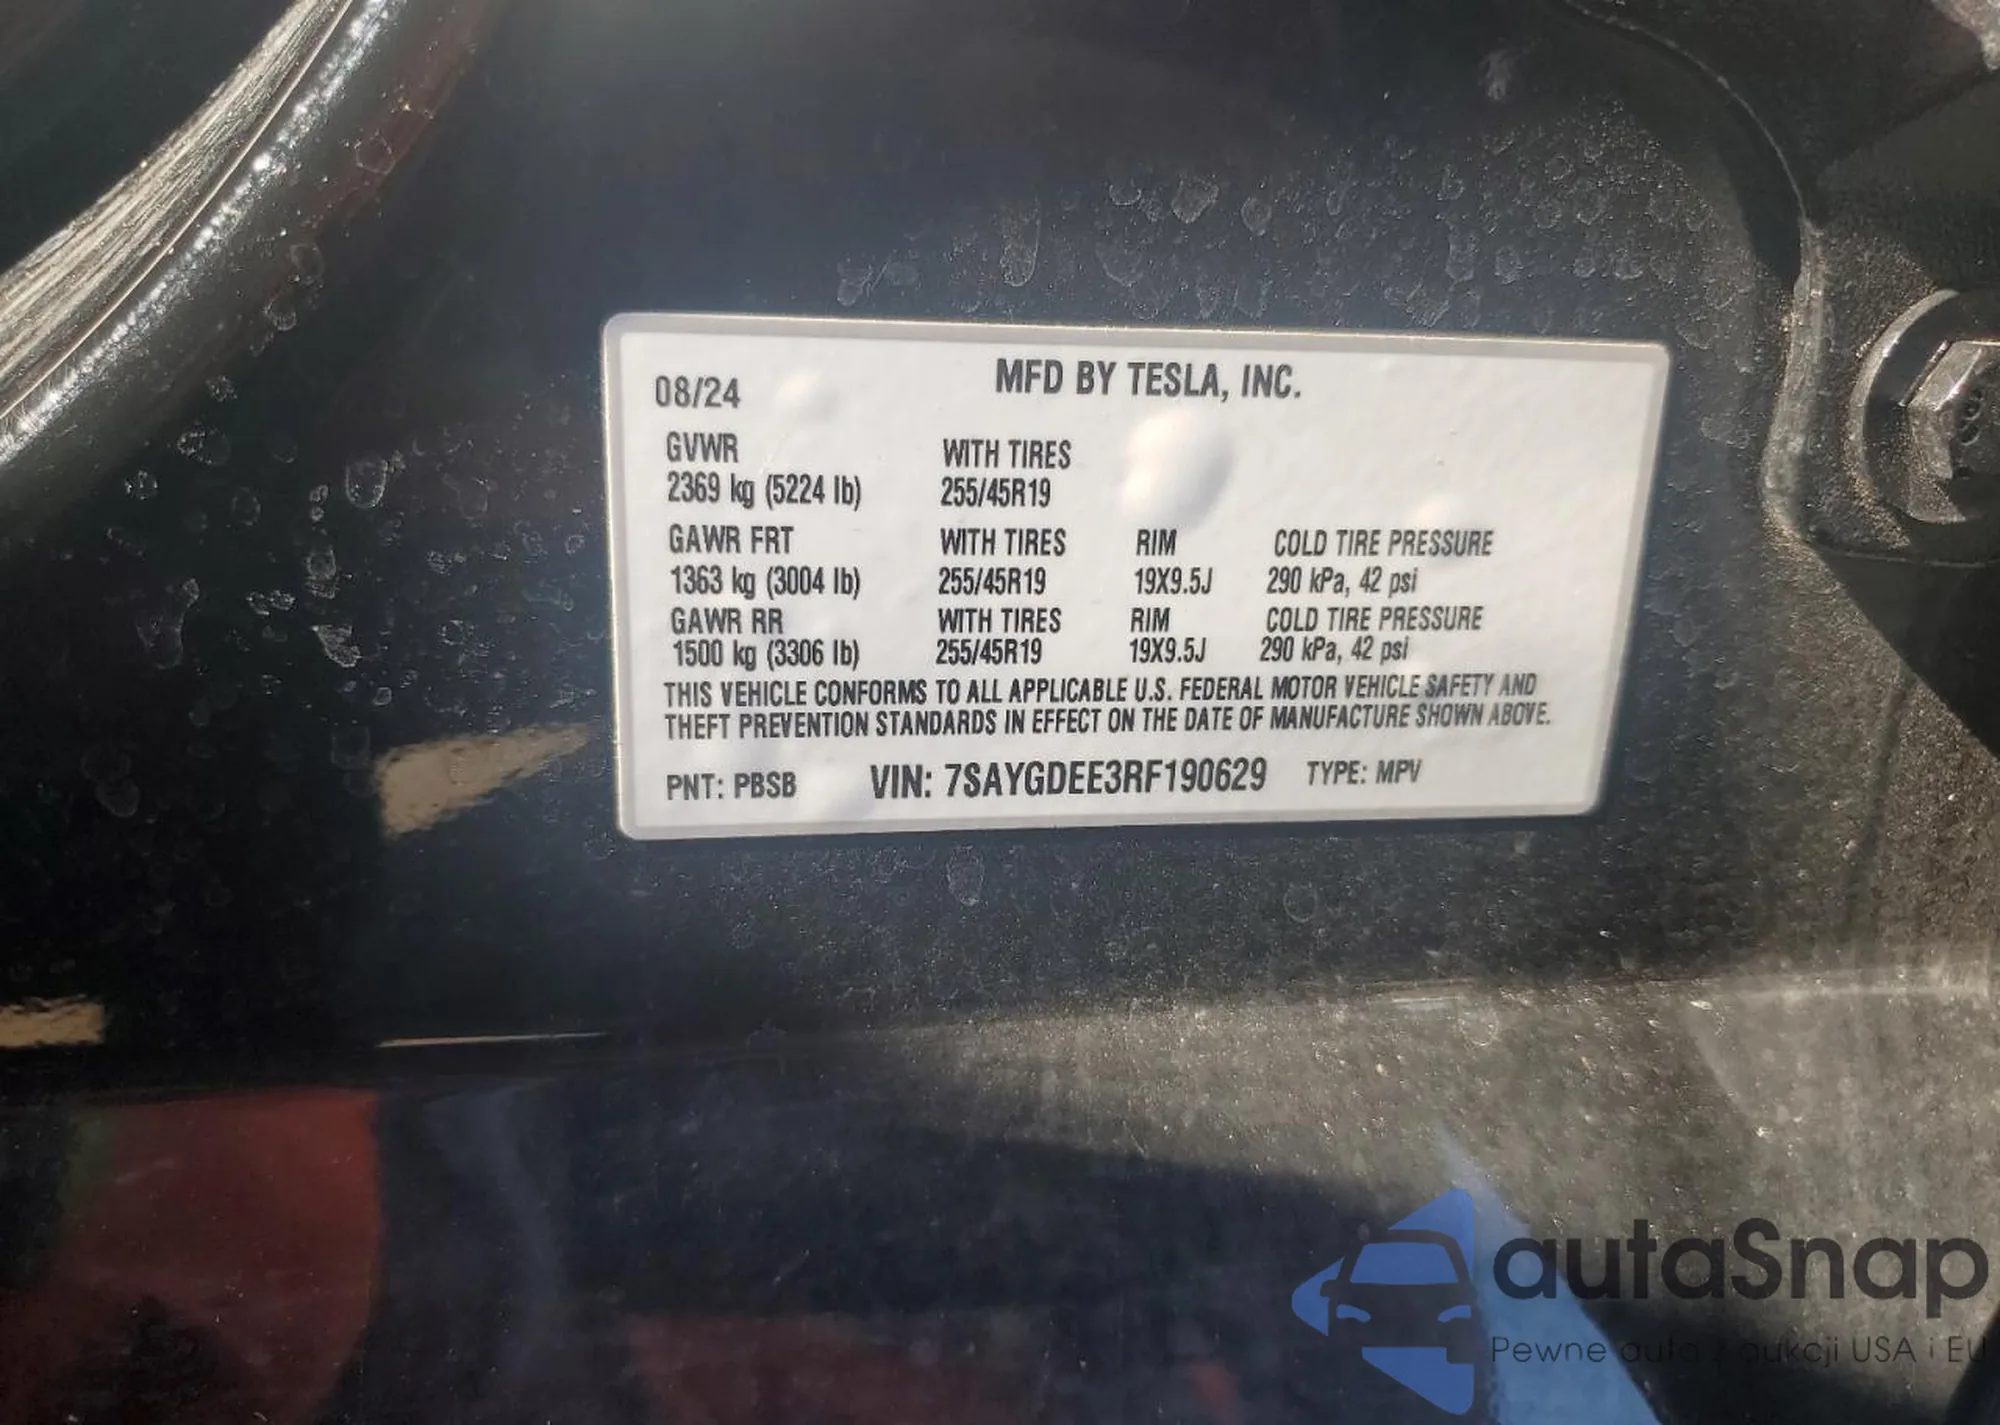 08/24 MFD BY TESLA, INC.
GVWR WITH TIRES
2369 kg (5224 lb) 255/45R19
GAWR FRT WITH TIRES RIM COLD TIRE PRESSURE
1363 kg (3004 lb) 255/45R19 19X9.5J 290 kPa, 42 psi
GAWR RR WITH TIRES RIM COLD TIRE PRESSURE
1500 kg (3306 lb) 255/45R19 19X9.5J 290 kPa, 42 psi
THIS VEHICLE CONFORMS TO ALL APPLICABLE U.S. FEDERAL MOTOR VEHICLE SAFETY AND
THEFT PREVENTION STANDARDS IN EFFECT ON THE DATE OF MANUFACTURE SHOWN ABOVE.
PNT: PBSB VIN: 7SAYGDEE3RF190629 TYPE: MPV
autaSnap
Pewne auta z aukcji USA i EU